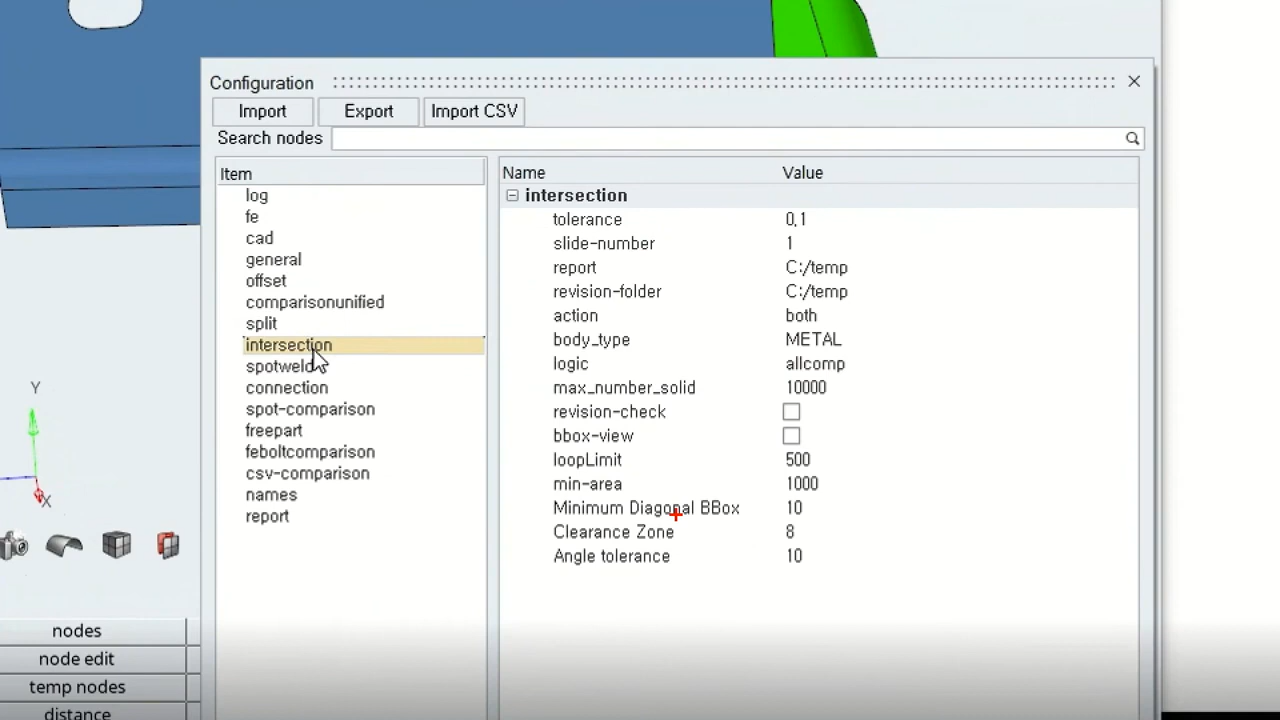 Configuration
Import Export Import CSV
Search nodes
Item
log
fe
cad
general
offset
comparisonunified
split
intersection
spotweld
connection
spot-comparison
freepart
feboltcomparison
csv-comparison
names
report
Name Value
intersection
tolerance 0.1
slide-number 1
report C:/temp
revision-folder C:/temp
action both
body_type METAL
logic allcomp
max_number_solid 10000
revision-check
bbox-view
loopLimit 500
min-area 1000
Minimum Diagonal BBox 10
Clearance Zone 8
Angle tolerance 10
Y
X
nodes
node edit
temp nodes
distance